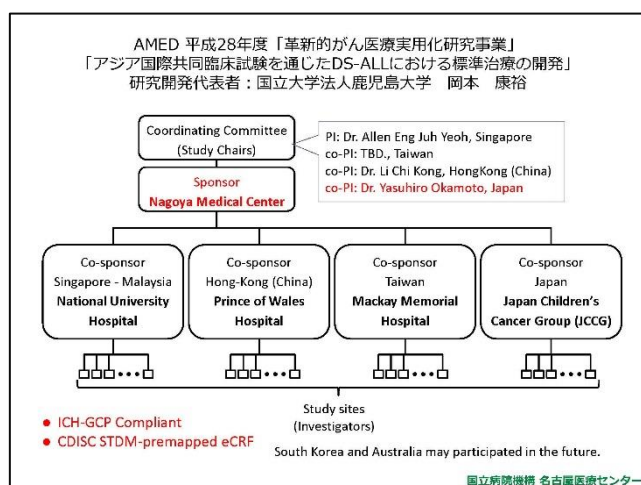 AMED 平成28年度「革新的がん医療実用化研究事業」
「アジア国際共同臨床試験を通じたDS-ALLにおける標準治療の開発」
研究開発代表者：国立大学法人鹿児島大学　岡本　康裕
Coordinating Committee
(Study Chairs)
PI: Dr. Allen Eng Juh Yeoh, Singapore
co-PI: TBD., Taiwan
co-PI: Dr. Li Chi Kong, HongKong (China)
co-PI: Dr. Yasuhiro Okamoto, Japan
Sponsor
Nagoya Medical Center
Co-sponsor
Singapore - Malaysia
National University
Hospital
Co-sponsor
Hong-Kong (China)
Prince of Wales
Hospital
Co-sponsor
Taiwan
Mackay Memorial
Hospital
Co-sponsor
Japan
Japan Children's
Cancer Group (JCCG)
Study sites
(Investigators)
● ICH-GCP Compliant
● CDISC STDM-premapped eCRF
South Korea and Australia may participated in the future.
国立病院機構 名古屋医療センター